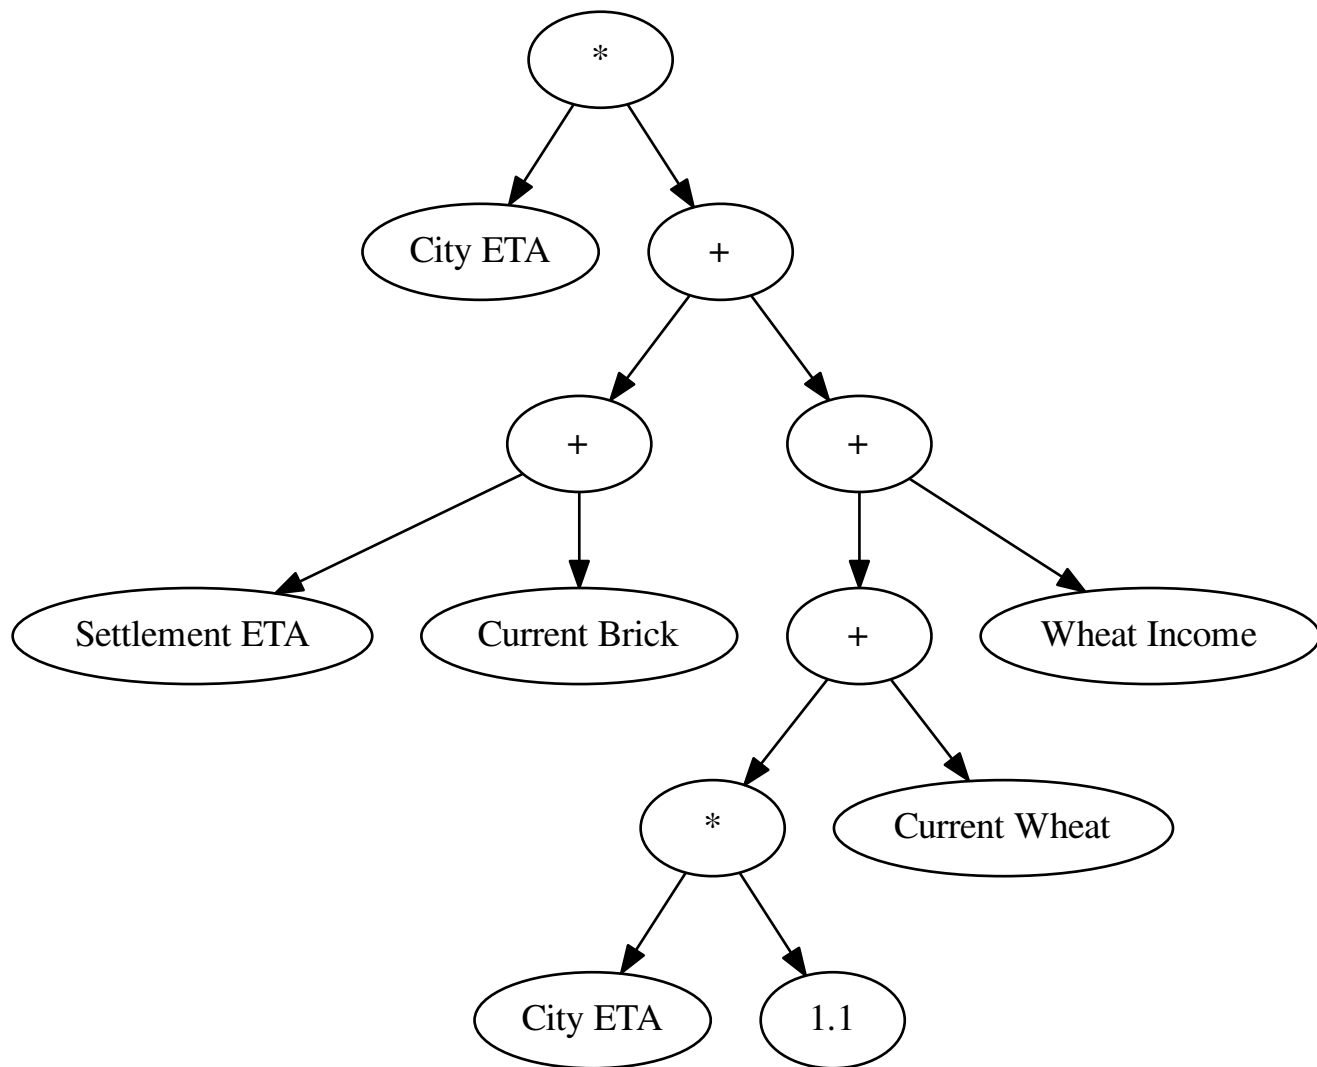 *
City ETA
+
+
+
Settlement ETA
Current Brick
+
Wheat Income
*
Current Wheat
City ETA
1.1